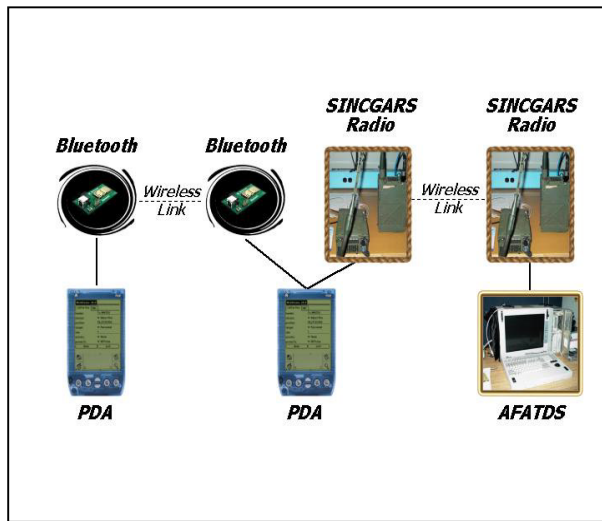 SINCGARS
Radio
SINCGARS
Radio
Bluetooth
Bluetooth
Wireless
Link
Wireless
Link
PDA
PDA
AFATDS